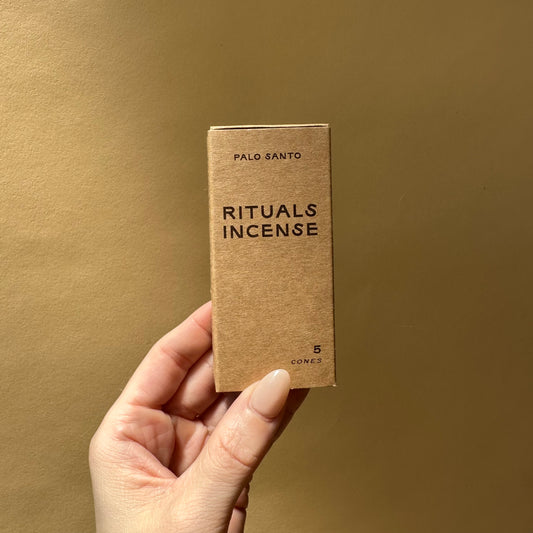 PALO SANTO
RITUALS
INCENSE
5
CONES